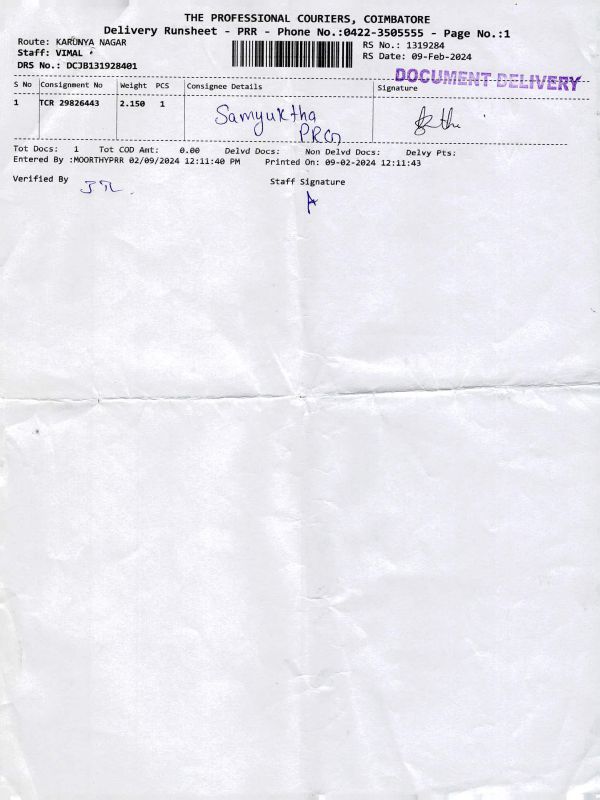 THE PROFESSIONAL COURIERS, COIMBATORE
Delivery Runsheet - PRR - Phone No.:0422-3505555 - Page No.:1
Route: KARUNYA NAGAR
RS No.: 1319284
Staff: VIMAL
RS Date: 09-Feb-2024
DRS No.: DCJB131928401
DOCUMENT DELIVERY
S No Consignment No Weight PCS Consignee Details Signature
1 TCR 29826443 2.150 1 Samyuktha
Tot Docs: 1 Tot COD Amt: 0.00 Delvd Docs: Non Delvd Docs: Delvy Pts:
Entered By :MOORTHYPRR 02/09/2024 12:11:40 PM Printed On: 09-02-2024 12:11:43
Verified By
Staff Signature